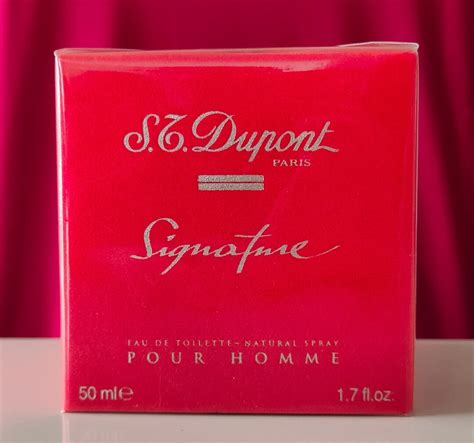 S.T. Dupont
PARIS
Signature
EAU DE TOILETTE - NATURAL SPRAY
POUR HOMME
50 ml℮ 1.7 fl.oz.